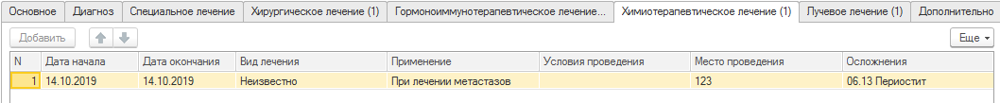 Основное Диагноз Специальное лечение Хирургическое лечение (1) Гормоноиммунотерапевтическое лечение... Химиотерапевтическое лечение (1) Лучевое лечение (1) Дополнительно
Добавить Еще
N Дата начала Дата окончания Вид лечения Применение Условия проведения Место проведения Осложнения
1 14.10.2019 14.10.2019 Неизвестно При лечении метастазов 123 06.13 Периостит